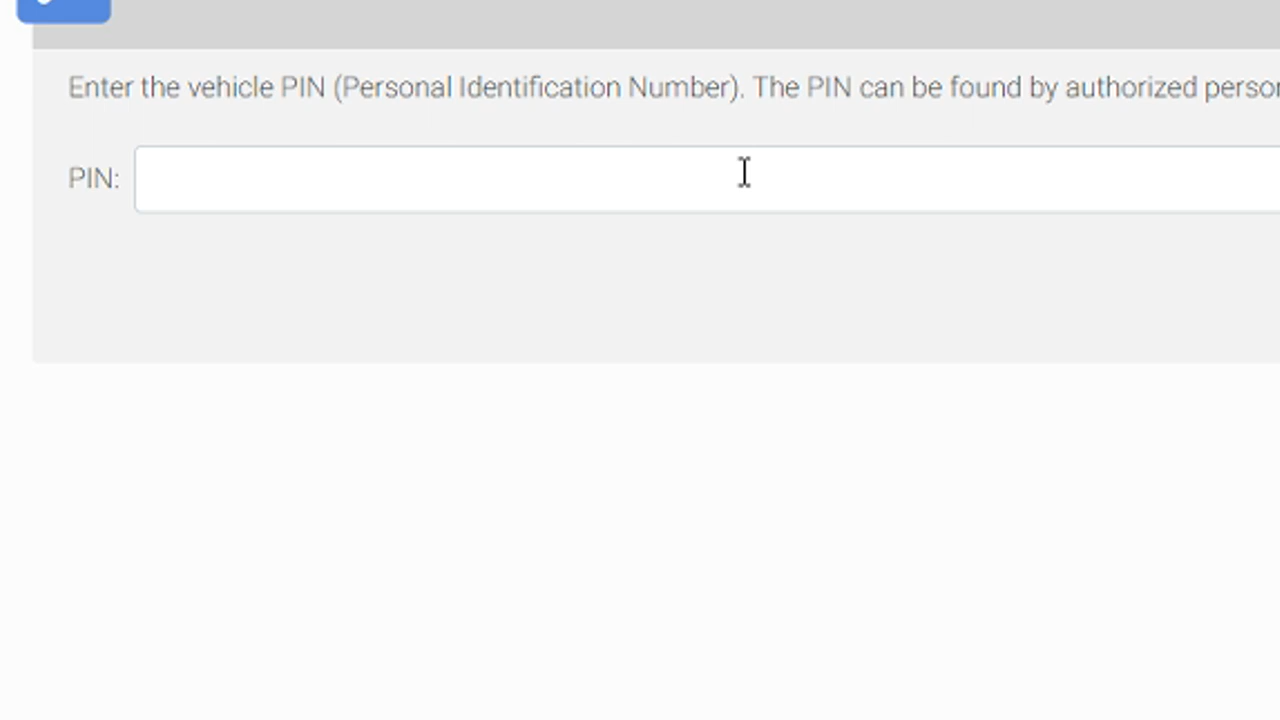 Enter the vehicle PIN (Personal Identification Number). The PIN can be found by authorized
PIN: